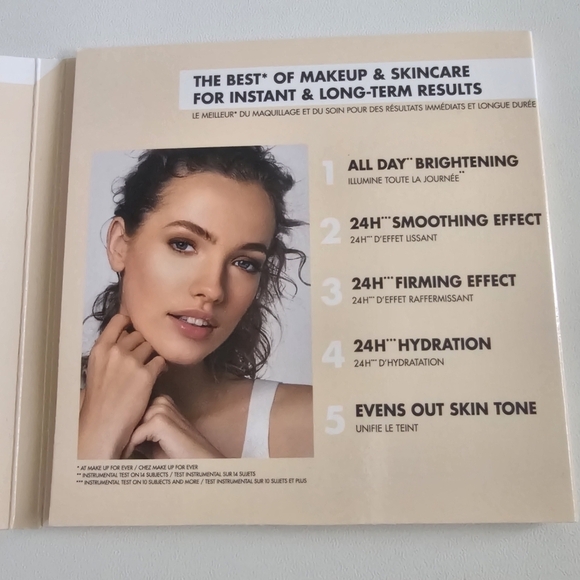 THE BEST* OF MAKEUP & SKINCARE
FOR INSTANT & LONG-TERM RESULTS
LE MEILLEUR* DU MAQUILLAGE ET DU SOIN POUR DES RÉSULTATS IMMÉDIATS ET LONGUE DURÉE
1 ALL DAY** BRIGHTENING
ILLUMINE TOUTE LA JOURNÉE**
2 24H*** SMOOTHING EFFECT
24H*** D'EFFET LISSANT
3 24H*** FIRMING EFFECT
24H*** D'EFFET RAFFERMISSANT
4 24H*** HYDRATION
24H*** D'HYDRATATION
5 EVENS OUT SKIN TONE
UNIFIE LE TEINT
* AT MAKE UP FOR EVER / CHEZ MAKE UP FOR EVER
** INSTRUMENTAL TEST ON 14 SUBJECTS / TEST INSTRUMENTAL SUR 14 SUJETS
*** INSTRUMENTAL TEST ON 10 SUBJECTS AND MORE / TEST INSTRUMENTAL SUR 10 SUJETS ET PLUS